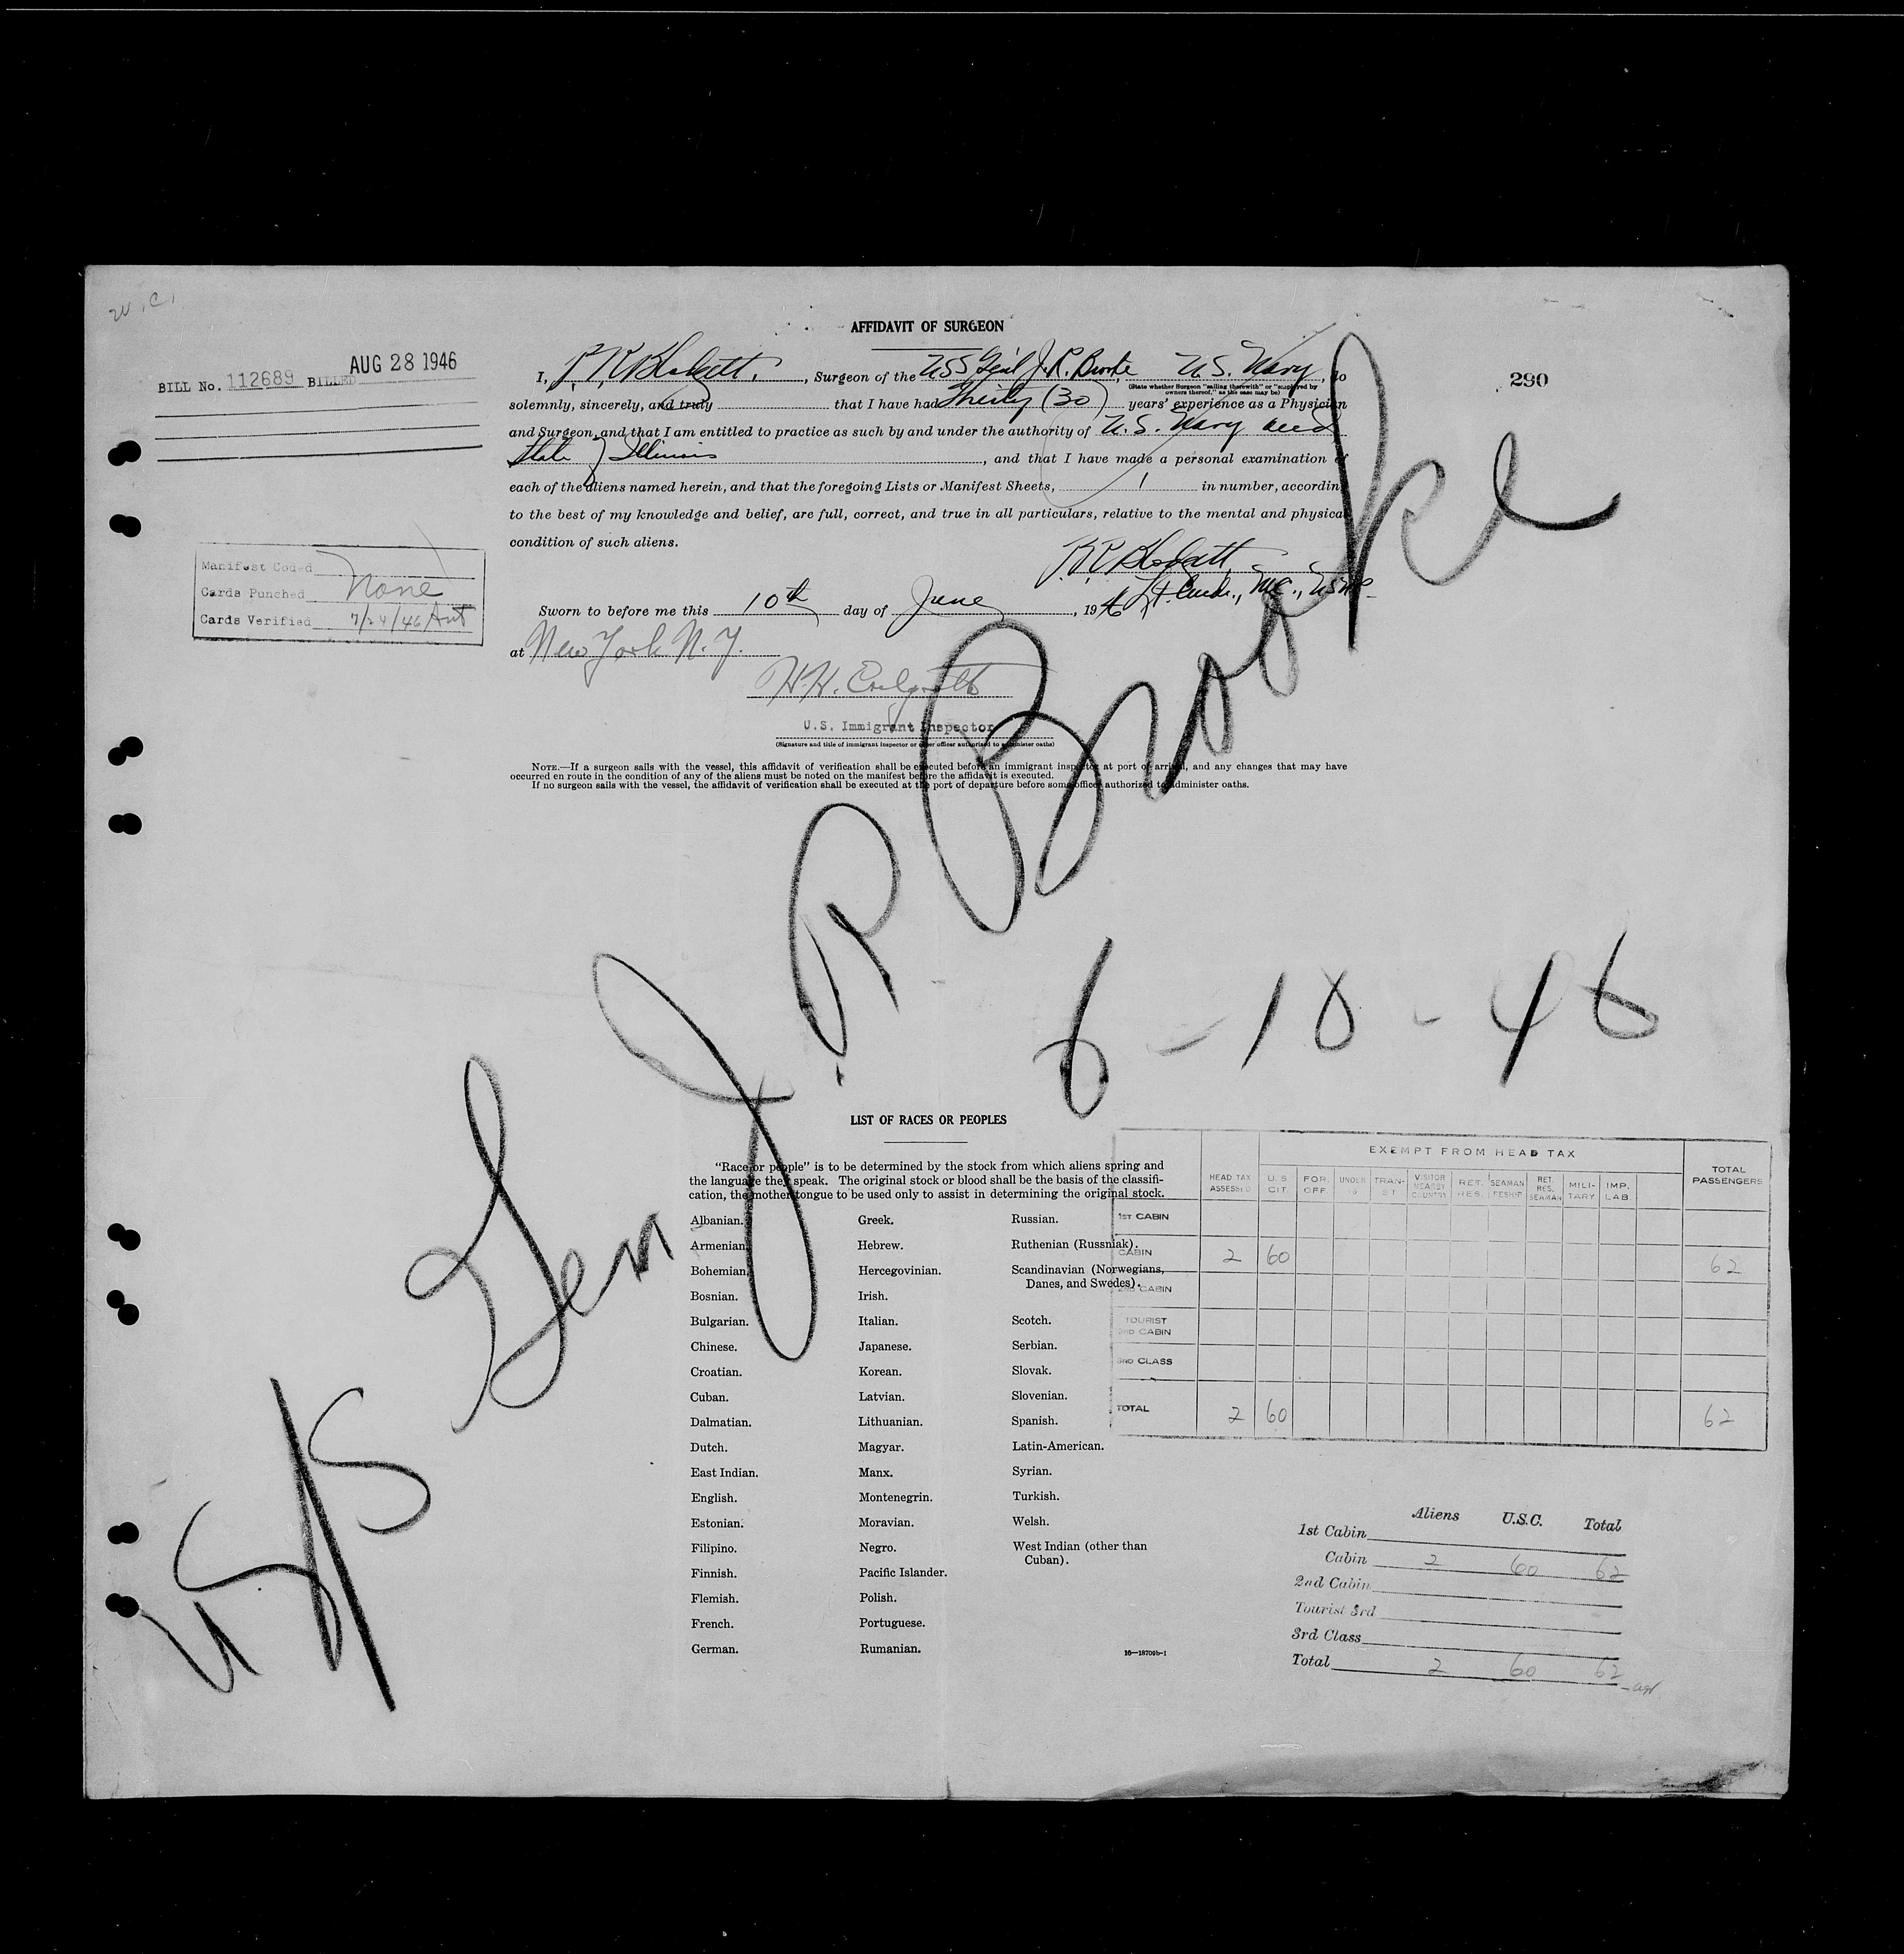 W.C.
AFFIDAVIT OF SURGEON
BILL No. 112689 BILLED AUG 28 1946
290
I, , Surgeon of the USS Genl J. R. Brooke, U.S. Navy, do
(State whether Surgeon "sailing therewith" or "employed by owners thereof," as the case may be)
solemnly, sincerely, and truly that I have had Thirty (30) years' experience as a Physician
and Surgeon, and that I am entitled to practice as such by and under the authority of U.S. Navy and
State of Illinois, and that I have made a personal examination of
each of the aliens named herein, and that the foregoing Lists or Manifest Sheets, 1 in number, according
to the best of my knowledge and belief, are full, correct, and true in all particulars, relative to the mental and physical
condition of such aliens.
Lt. Cmdr., MC., USNR
Manifest Coded
Cards Punched None
Cards Verified 7/24/46
Sworn to before me this 10th day of June, 1946
at New York N.Y.
U.S. Immigrant Inspector
(Signature and title of immigrant inspector or other officer authorized to administer oaths)
NOTE.—If a surgeon sails with the vessel, this affidavit of verification shall be executed before an immigrant inspector at port of arrival, and any changes that may have
occurred en route in the condition of any of the aliens must be noted on the manifest before the affidavit is executed.
If no surgeon sails with the vessel, the affidavit of verification shall be executed at the port of departure before some officer authorized to administer oaths.
USS Gen J. R Brooke
6-10-46
LIST OF RACES OR PEOPLES
"Race or people" is to be determined by the stock from which aliens spring and
the language they speak. The original stock or blood shall be the basis of the classifi-
cation, the mother tongue to be used only to assist in determining the original stock.
Albanian.
Armenian.
Bohemian.
Bosnian.
Bulgarian.
Chinese.
Croatian.
Cuban.
Dalmatian.
Dutch.
East Indian.
English.
Estonian.
Filipino.
Finnish.
Flemish.
French.
German.
Greek.
Hebrew.
Hercegovinian.
Irish.
Italian.
Japanese.
Korean.
Latvian.
Lithuanian.
Magyar.
Manx.
Montenegrin.
Moravian.
Negro.
Pacific Islander.
Polish.
Portuguese.
Rumanian.
Russian.
Ruthenian (Russniak).
Scandinavian (Norwegians,
Danes, and Swedes).
Scotch.
Serbian.
Slovak.
Slovenian.
Spanish.
Latin-American.
Syrian.
Turkish.
Welsh.
West Indian (other than
Cuban).
16—18709b-1
EXEMPT FROM HEAD TAX
HEAD TAX ASSESSED U.S. CIT. FOR. OFF. UNDER 16 TRAN-SIT VISITOR NEARBY COUNTRY RET. RES. SEAMAN RESHIP RET. RES. SEAMAN MILI-TARY IMP. LAB. TOTAL PASSENGERS
1ST CABIN
CABIN 2 60 62
2ND CABIN
TOURIST
3RD CABIN
3RD CLASS
TOTAL 2 60 62
Aliens U.S.C. Total
1st Cabin
Cabin 2 60 62
2nd Cabin
Tourist 3rd
3rd Class
Total 2 60 62